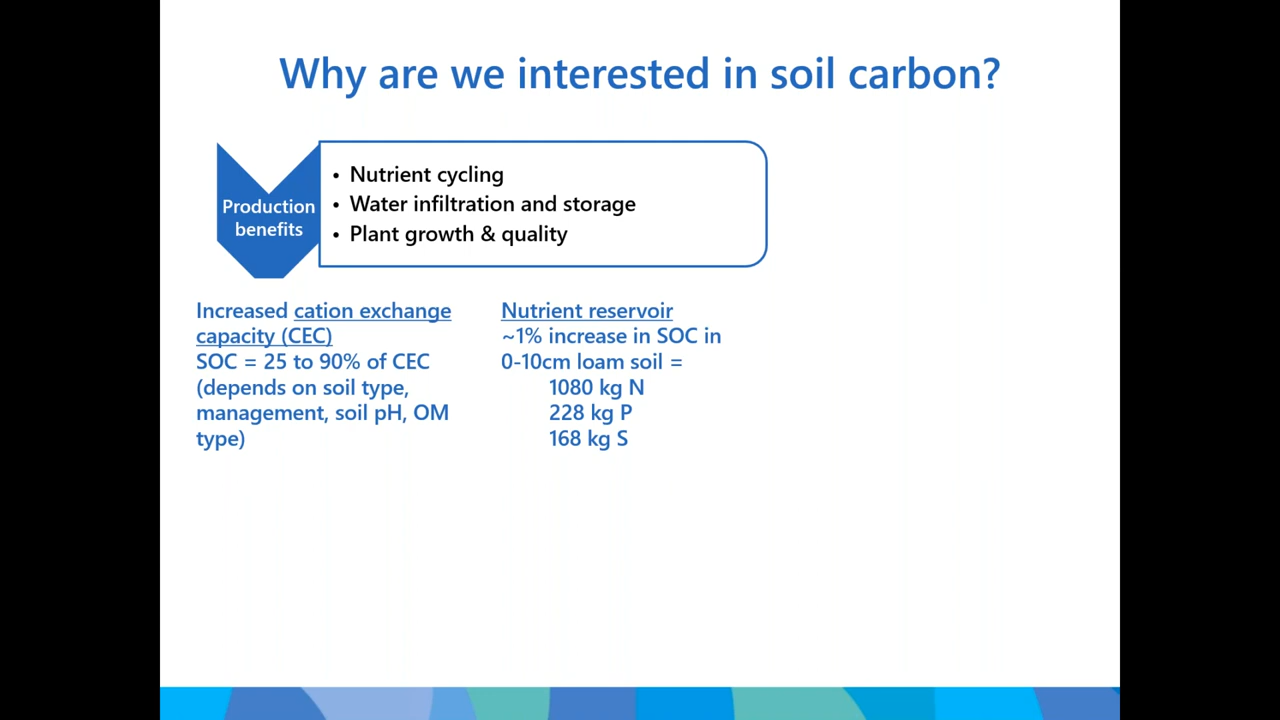 Why are we interested in soil carbon?
Production
benefits
• Nutrient cycling
• Water infiltration and storage
• Plant growth & quality
Increased cation exchange
capacity (CEC)
SOC = 25 to 90% of CEC
(depends on soil type,
management, soil pH, OM
type)
Nutrient reservoir
~1% increase in SOC in
0-10cm loam soil =
1080 kg N
228 kg P
168 kg S